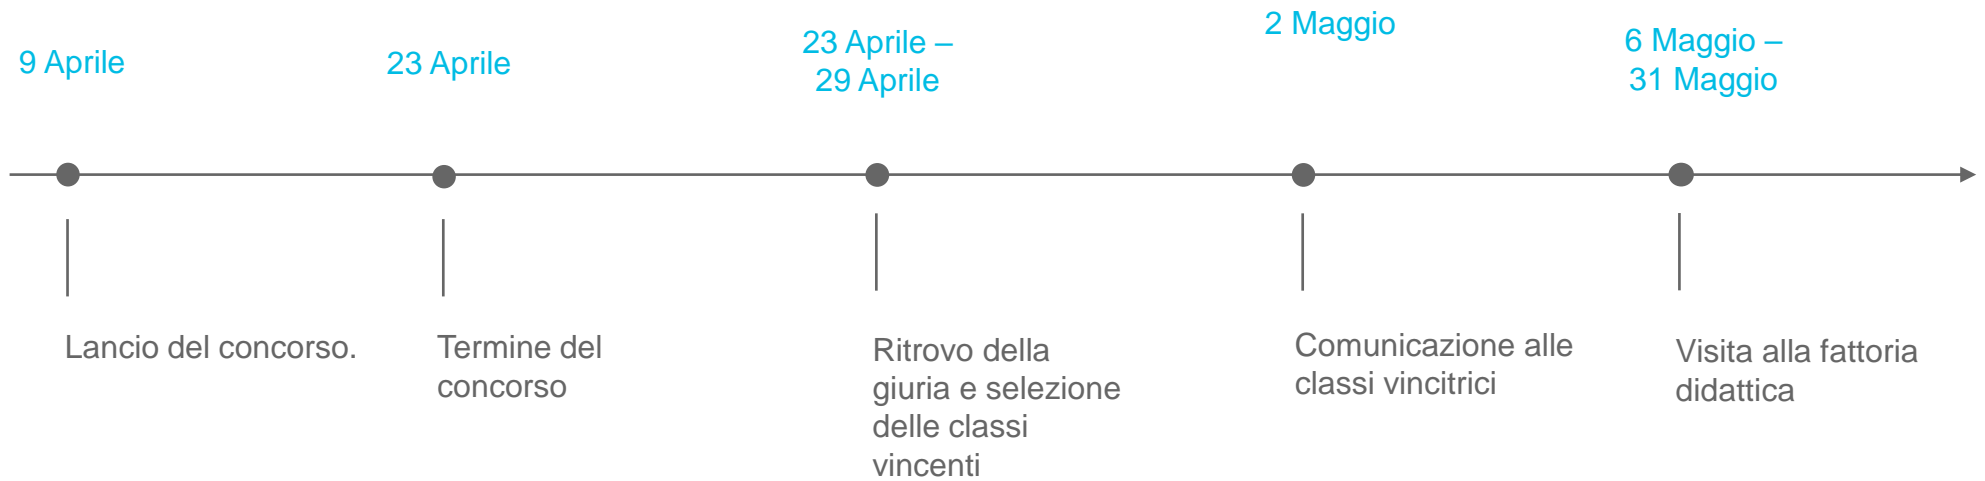 9 Aprile
23 Aprile
23 Aprile –
29 Aprile
2 Maggio
6 Maggio –
31 Maggio
Lancio del concorso.
Termine del
concorso
Ritrovo della
giuria e selezione
delle classi
vincenti
Comunicazione alle
classi vincitrici
Visita alla fattoria
didattica